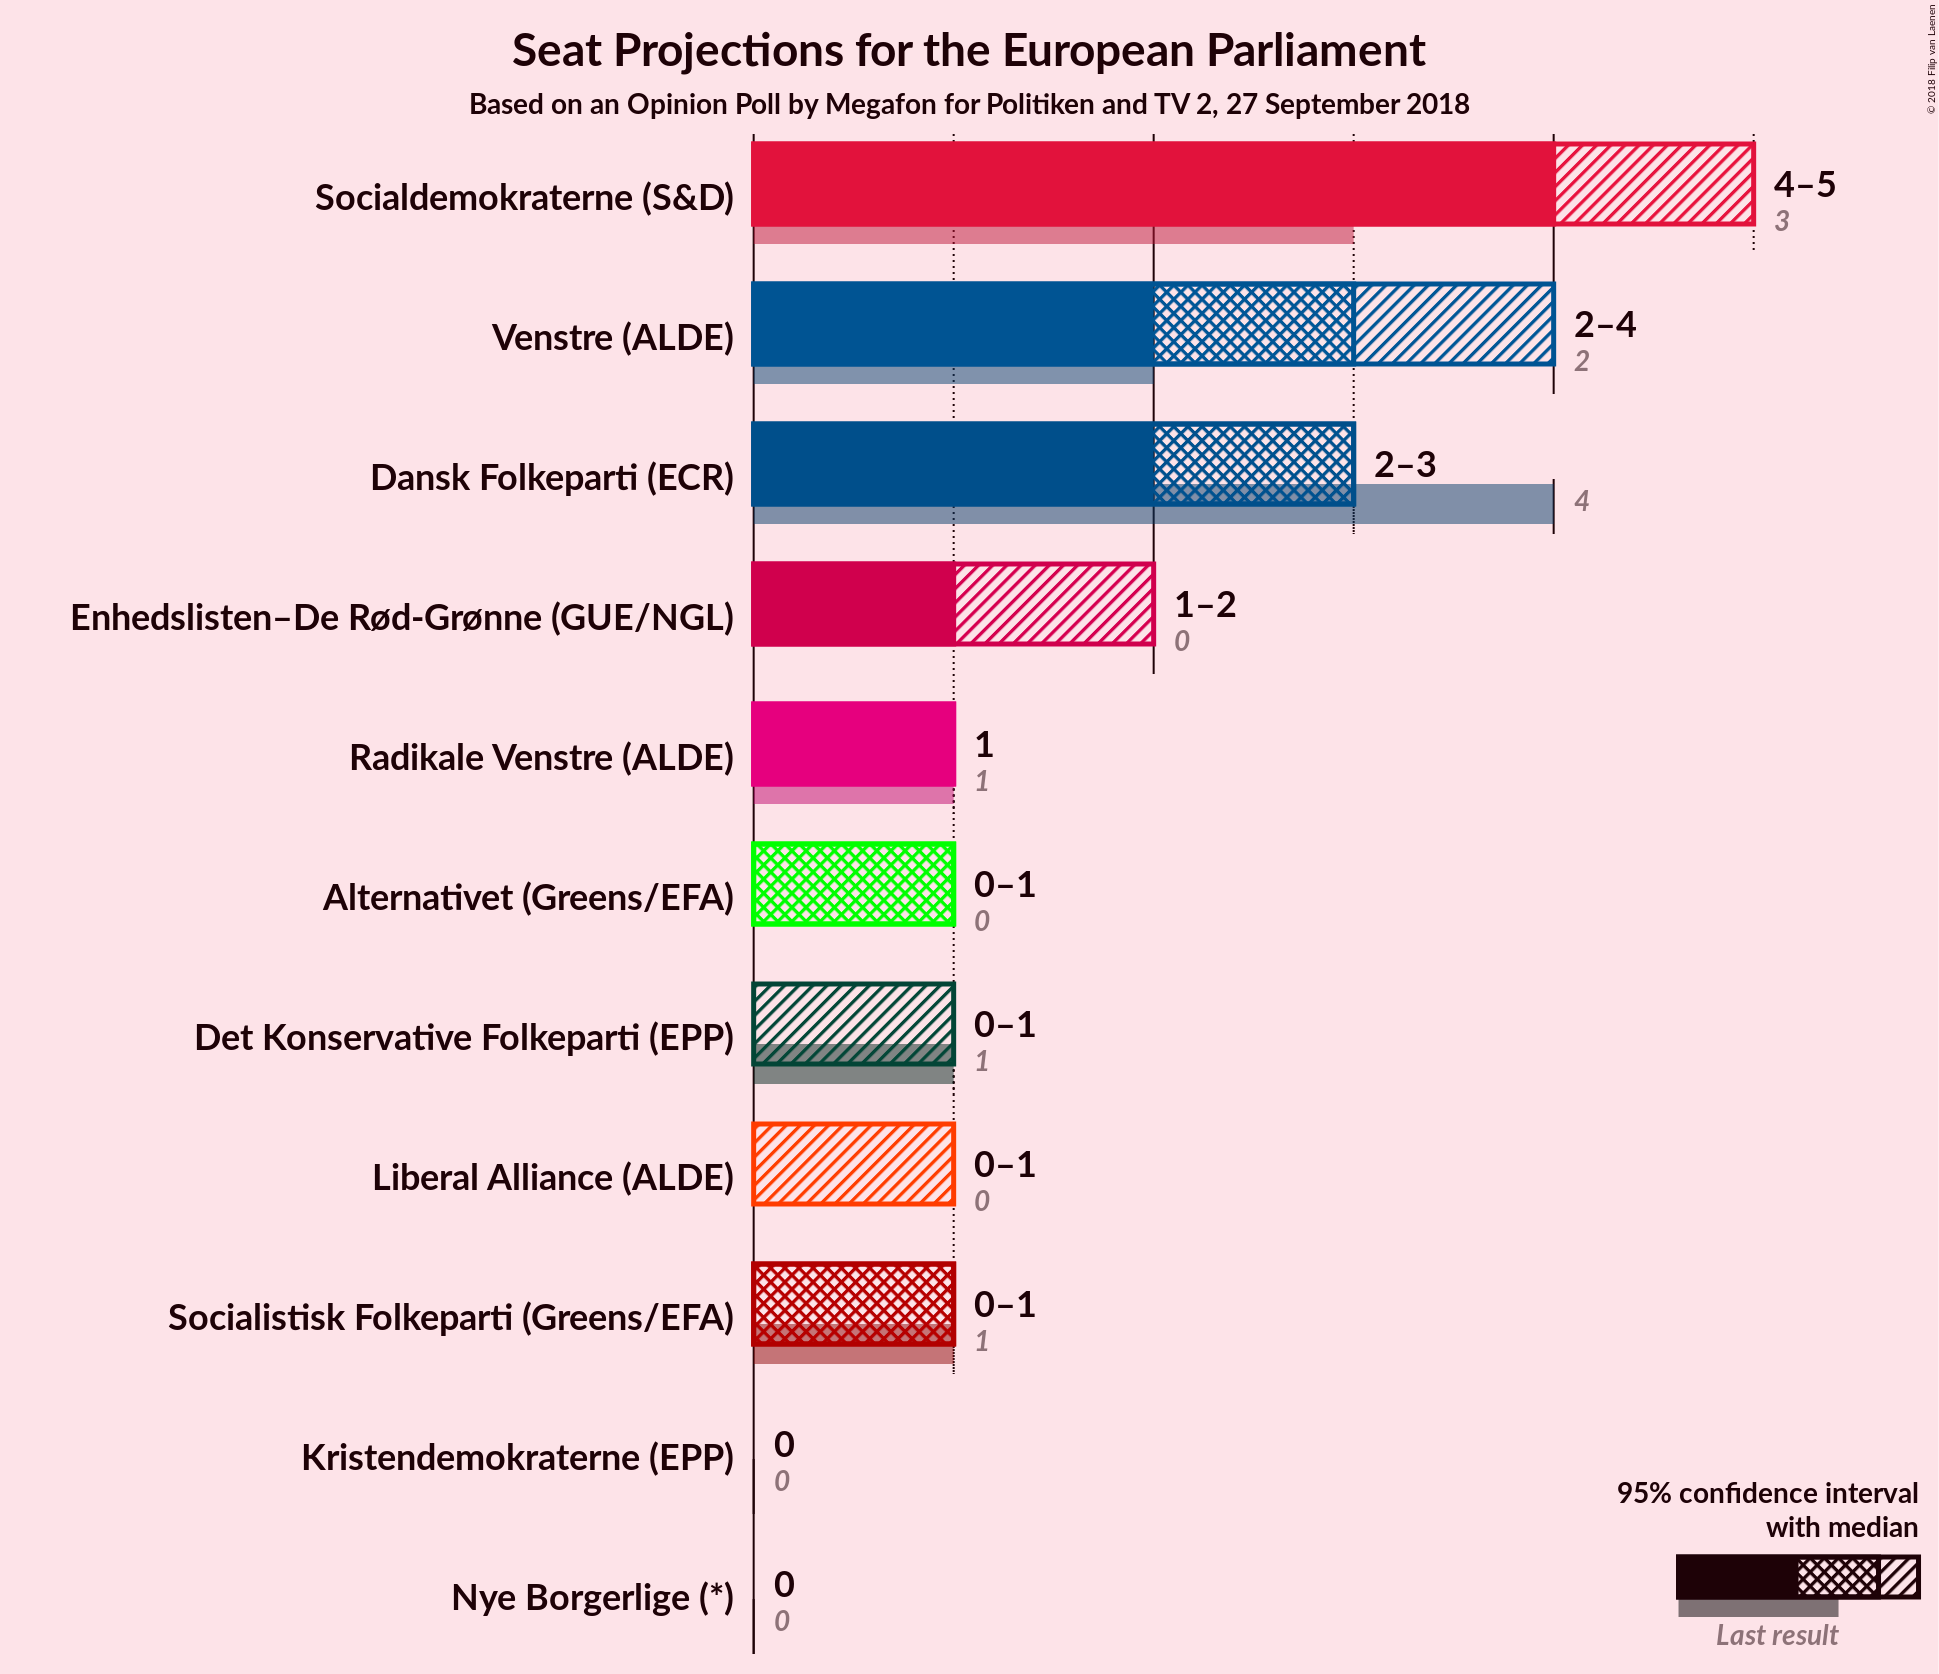 Seat Projections for the European Parliament
Based on an Opinion Poll by Megafon for Politiken and TV 2, 27 September 2018
© 2018 Filip van Laenen
Socialdemokraterne (S&D)
4–5
3
Venstre (ALDE)
2–4
2
Dansk Folkeparti (ECR)
2–3
4
Enhedslisten–De Rød-Grønne (GUE/NGL)
1–2
0
Radikale Venstre (ALDE)
1
1
Alternativet (Greens/EFA)
0–1
0
Det Konservative Folkeparti (EPP)
0–1
1
Liberal Alliance (ALDE)
0–1
0
Socialistisk Folkeparti (Greens/EFA)
0–1
1
Kristendemokraterne (EPP)
0
0
Nye Borgerlige (*)
0
0
95% confidence interval
with median
Last result